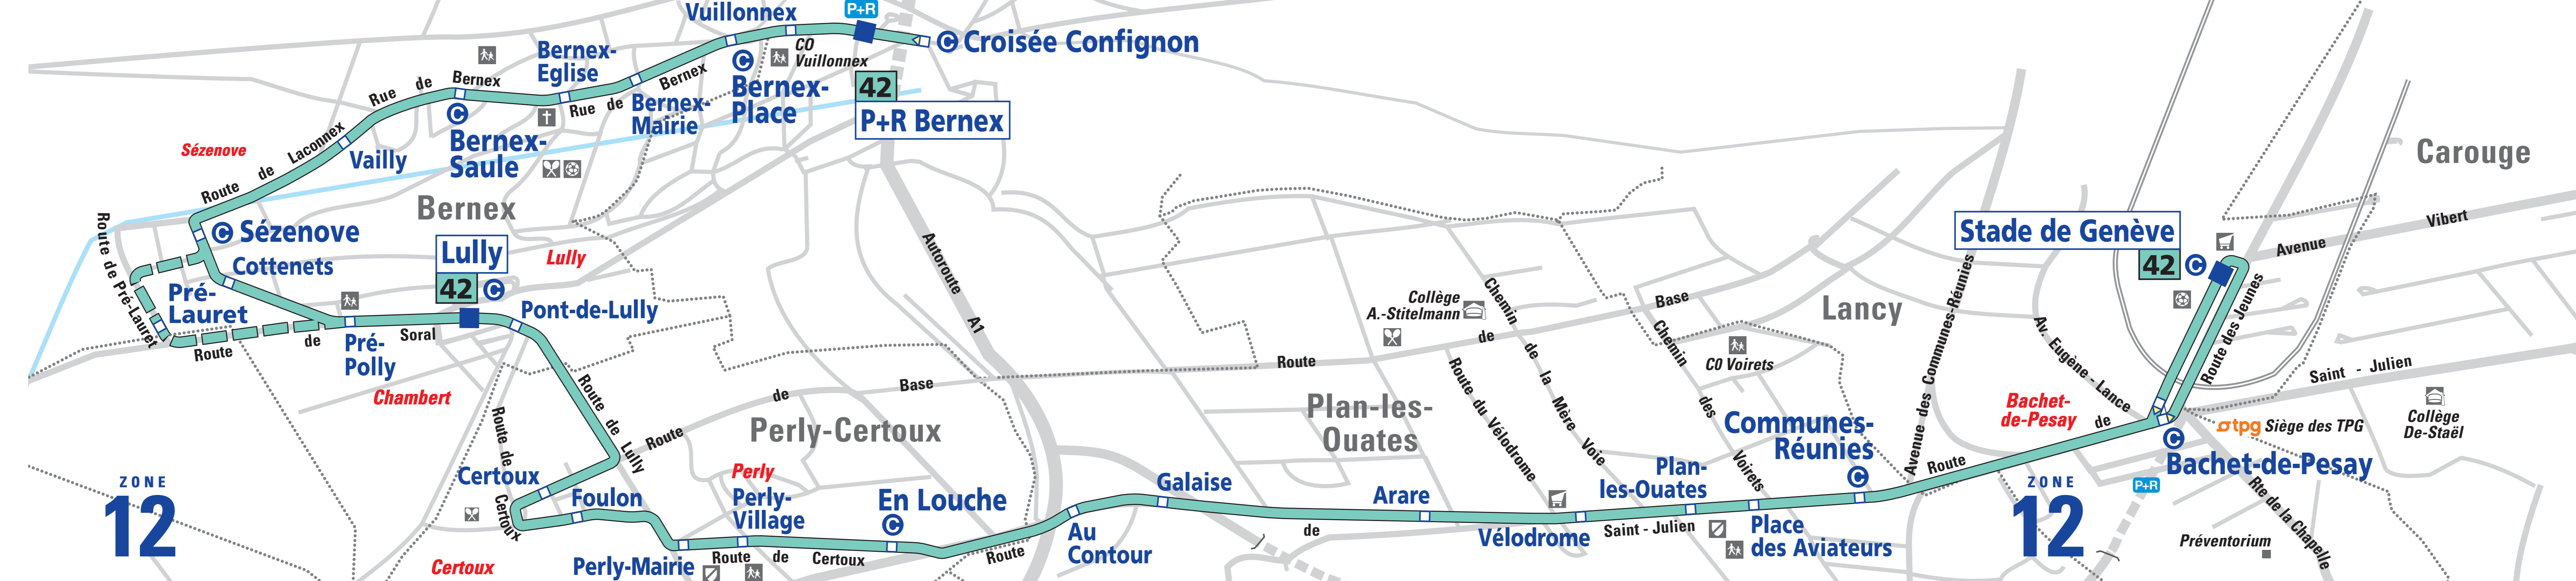 Vuillonnex
P+R
C Croisée Confignon
CO
Vuillonnex
Bernex-
Eglise
Rue de Bernex
Rue de Bernex
C
Bernex-
Place
Bernex-
Mairie
42
P+R Bernex
C
Bernex-
Saule
Vailly
Sézenove
Route de Laconnex
Bernex
C Sézenove
Cottenets
Route de Pré-Lauret
Pré-
Lauret
Lully
42 C
Lully
Pont-de-Lully
Route de Soral
Pré-
Polly
Chambert
Route de Lully
Route de Certoux
Certoux
Foulon
Certoux
Perly-Mairie
Perly
Perly-
Village
Route de Certoux
Perly-Certoux
Route de Base
Autoroute A1
C
En Louche
Route de Saint-Julien
Au
Contour
Galaise
Arare
Plan-les-
Ouates
Route de Base
Collège
A.-Stitelmann
Chemin de la Mère Voie
Route du Vélodrome
Vélodrome
Plan-
les-Ouates
Chemin des Voirets
CO Voirets
Place
des Aviateurs
Communes-
Réunies
C
Lancy
Avenue des Communes-Réunies
Route de
Stade de Genève
42 C
Av. Eugène-Lance
Bachet-
de-Pesay
Route des Jeunes
Avenue Vibert
Carouge
Saint-Julien
Collège
De-Staël
tpg Siège des TPG
C
Bachet-de-Pesay
P+R
Rte de la Chapelle
Préventorium
ZONE
12
ZONE
12